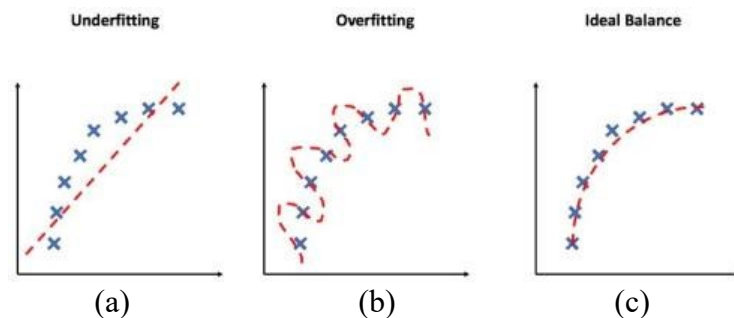 Underfitting
Overfitting
Ideal Balance
(a)
(b)
(c)